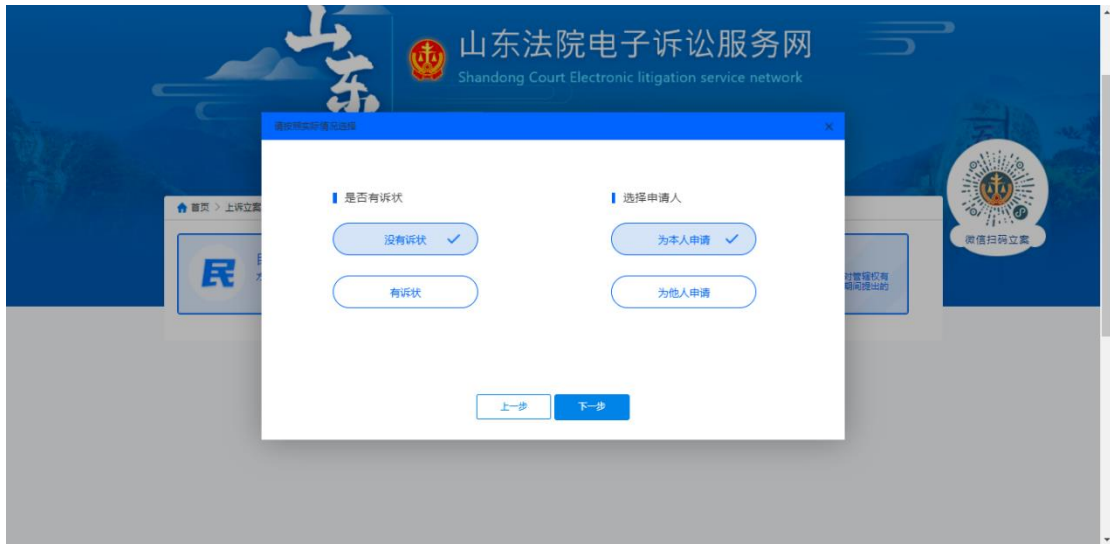 山东
山东法院电子诉讼服务网
Shandong Court Electronic litigation service network
请按照实际情况选择
是否有诉状
选择申请人
没有诉状
为本人申请
有诉状
为他人申请
上一步
下一步
首页 > 上诉立案
民
对管辖权有
期间提出的
微信扫码立案